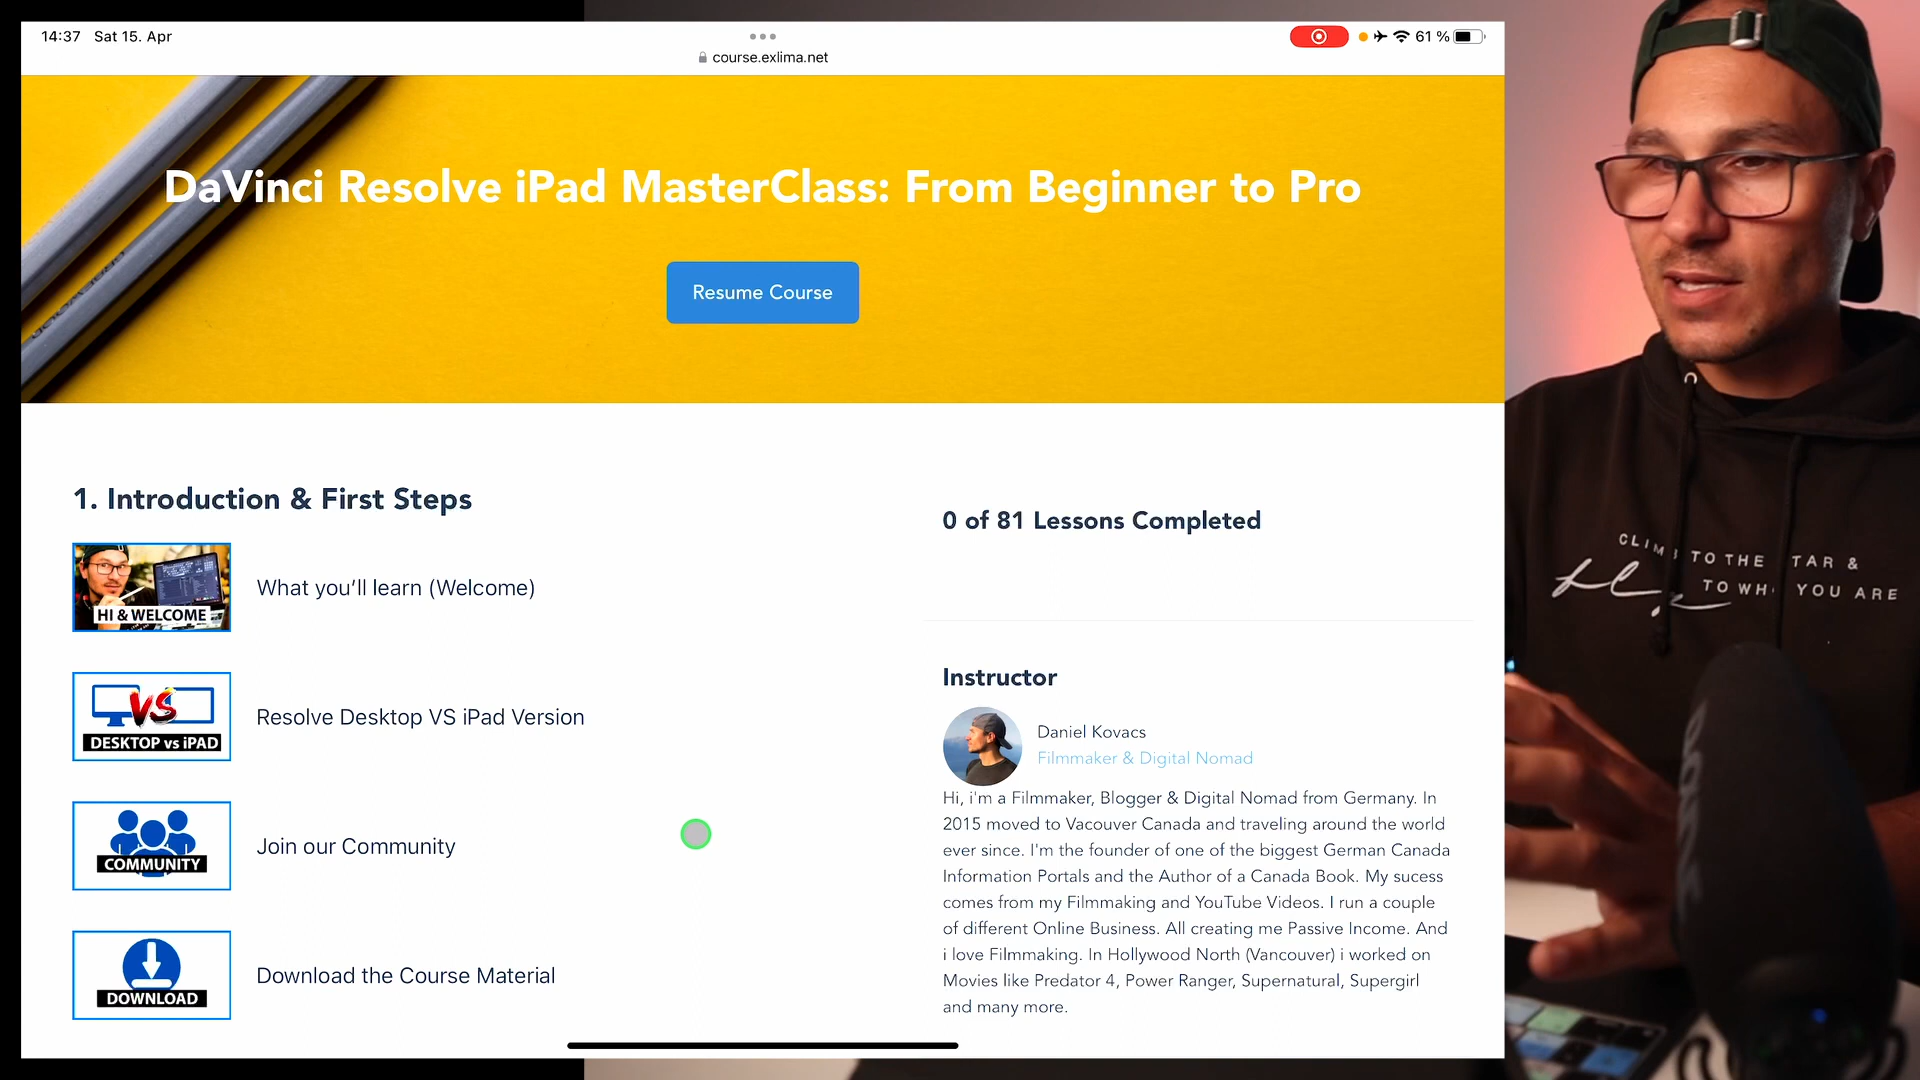 14:37 Sat 15. Apr
61 %
course.exlima.net
DaVinci Resolve iPad MasterClass: From Beginner to Pro
Resume Course
1. Introduction & First Steps
HI & WELCOME
What you’ll learn (Welcome)
VS
DESKTOP vs iPAD
Resolve Desktop VS iPad Version
COMMUNITY
Join our Community
DOWNLOAD
Download the Course Material
0 of 81 Lessons Completed
Instructor
Daniel Kovacs
Filmmaker & Digital Nomad
Hi, i'm a Filmmaker, Blogger & Digital Nomad from Germany. In
2015 moved to Vacouver Canada and traveling around the world
ever since. I'm the founder of one of the biggest German Canada
Information Portals and the Author of a Canada Book. My sucess
comes from my Filmmaking and YouTube Videos. I run a couple
of different Online Business. All creating me Passive Income. And
i love Filmmaking. In Hollywood North (Vancouver) i worked on
Movies like Predator 4, Power Ranger, Supernatural, Supergirl
and many more.
TO THE
YOU ARE